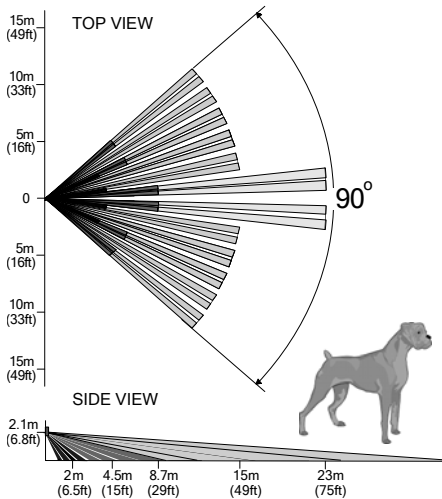 TOP VIEW
15m
(49ft)
10m
(33ft)
5m
(16ft)
0
5m
(16ft)
10m
(33ft)
15m
(49ft)
90°
SIDE VIEW
2.1m
(6.8ft)
2m
(6.5ft)
4.5m
(15ft)
8.7m
(29ft)
15m
(49ft)
23m
(75ft)